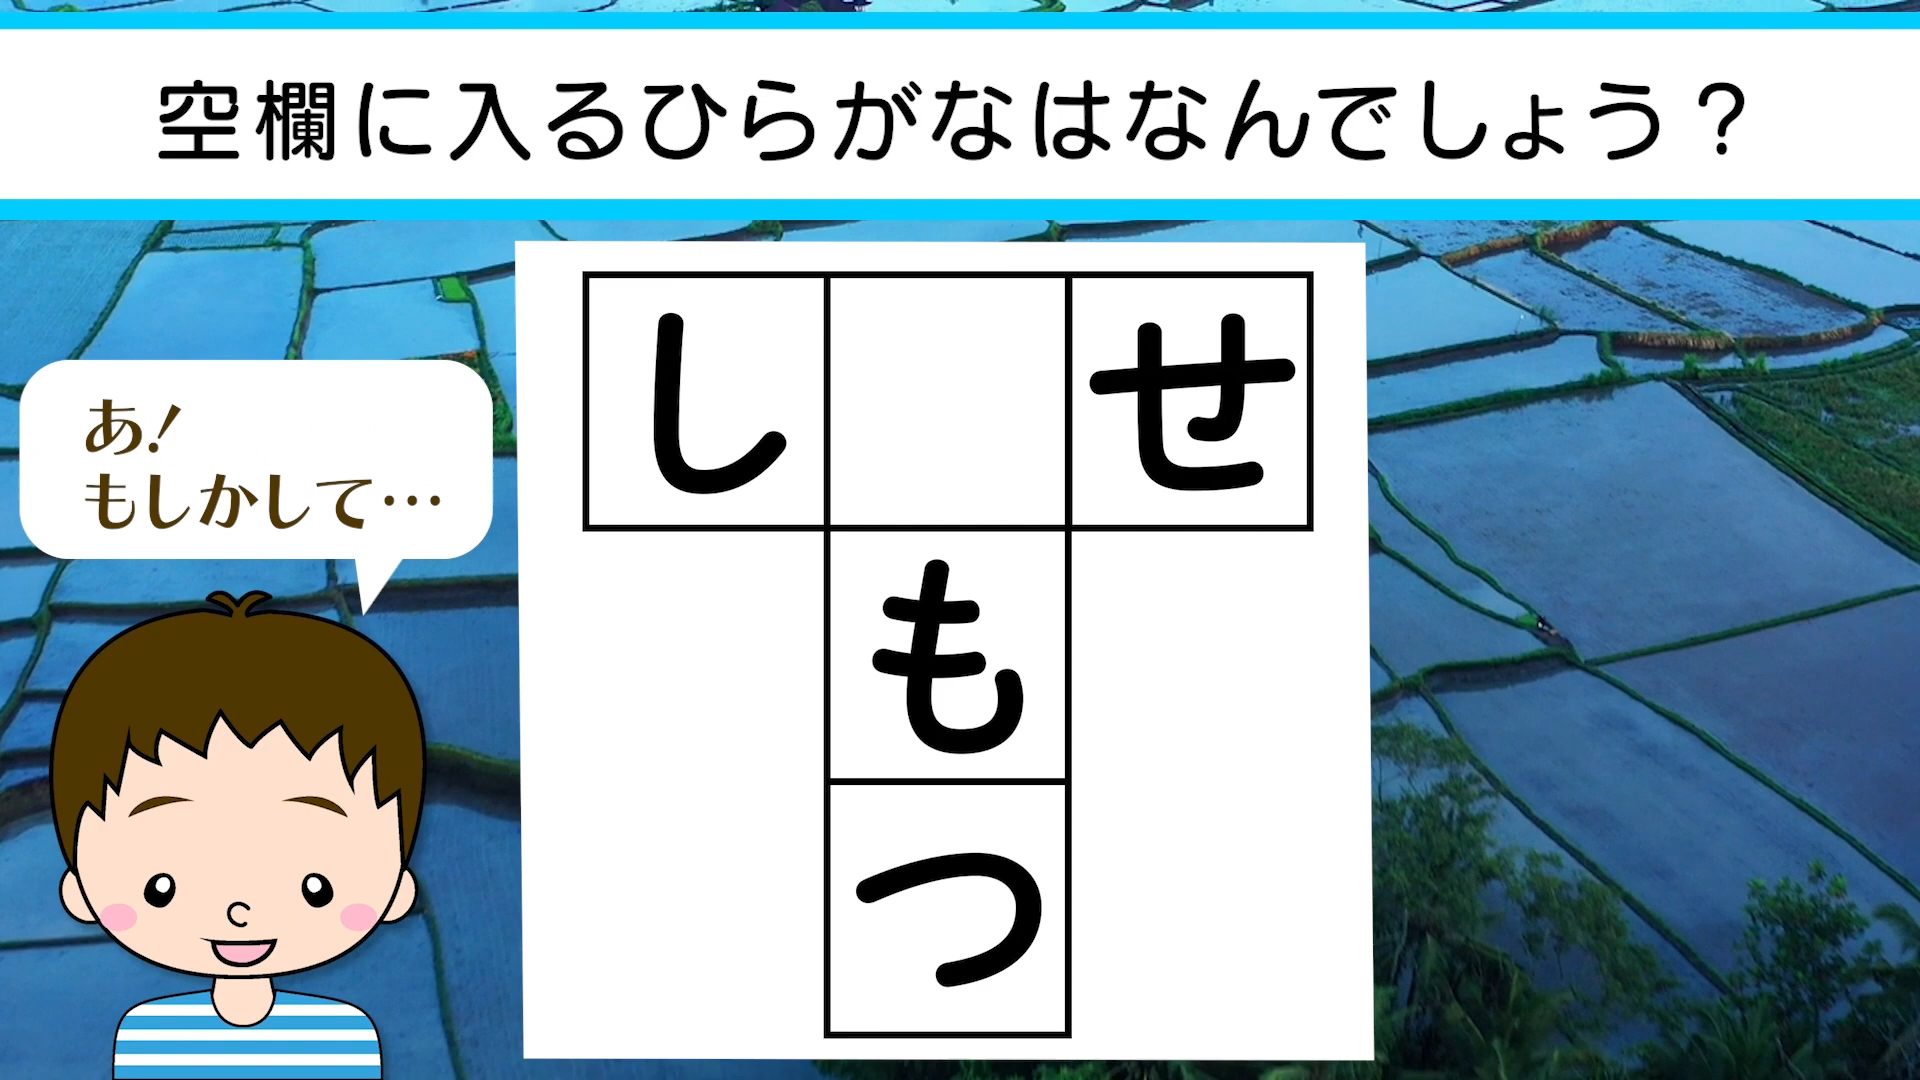 空欄に入るひらがなはなんでしょう？
あ！
もしかして…
し せ
も
つ